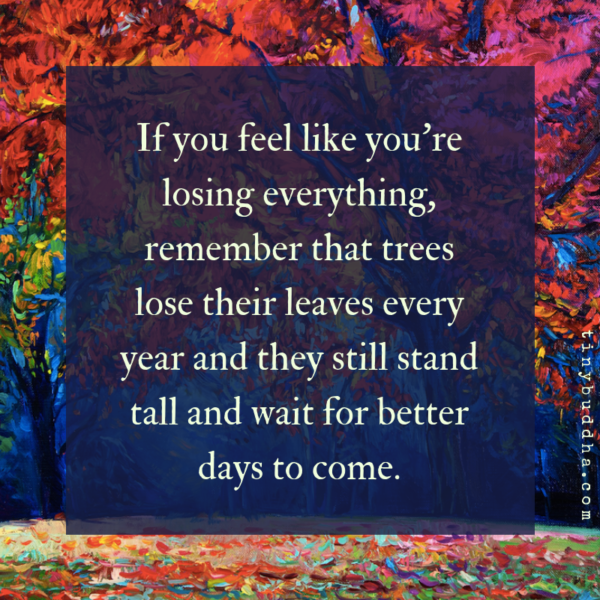 If you feel like you’re
losing everything,
remember that trees
lose their leaves every
year and they still stand
tall and wait for better
days to come.
tinybuddha.com